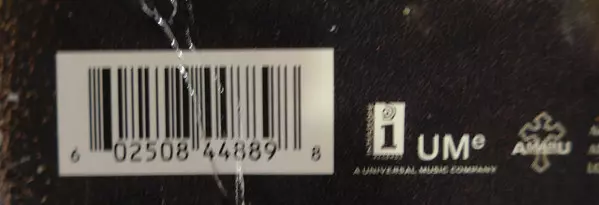 6 02508 44889 8
i
UMe
A UNIVERSAL MUSIC COMPANY